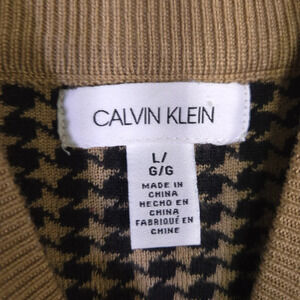 CALVIN KLEIN
L/
G/G
MADE IN
CHINA
HECHO EN
CHINA
FABRIQUÉ EN
CHINE